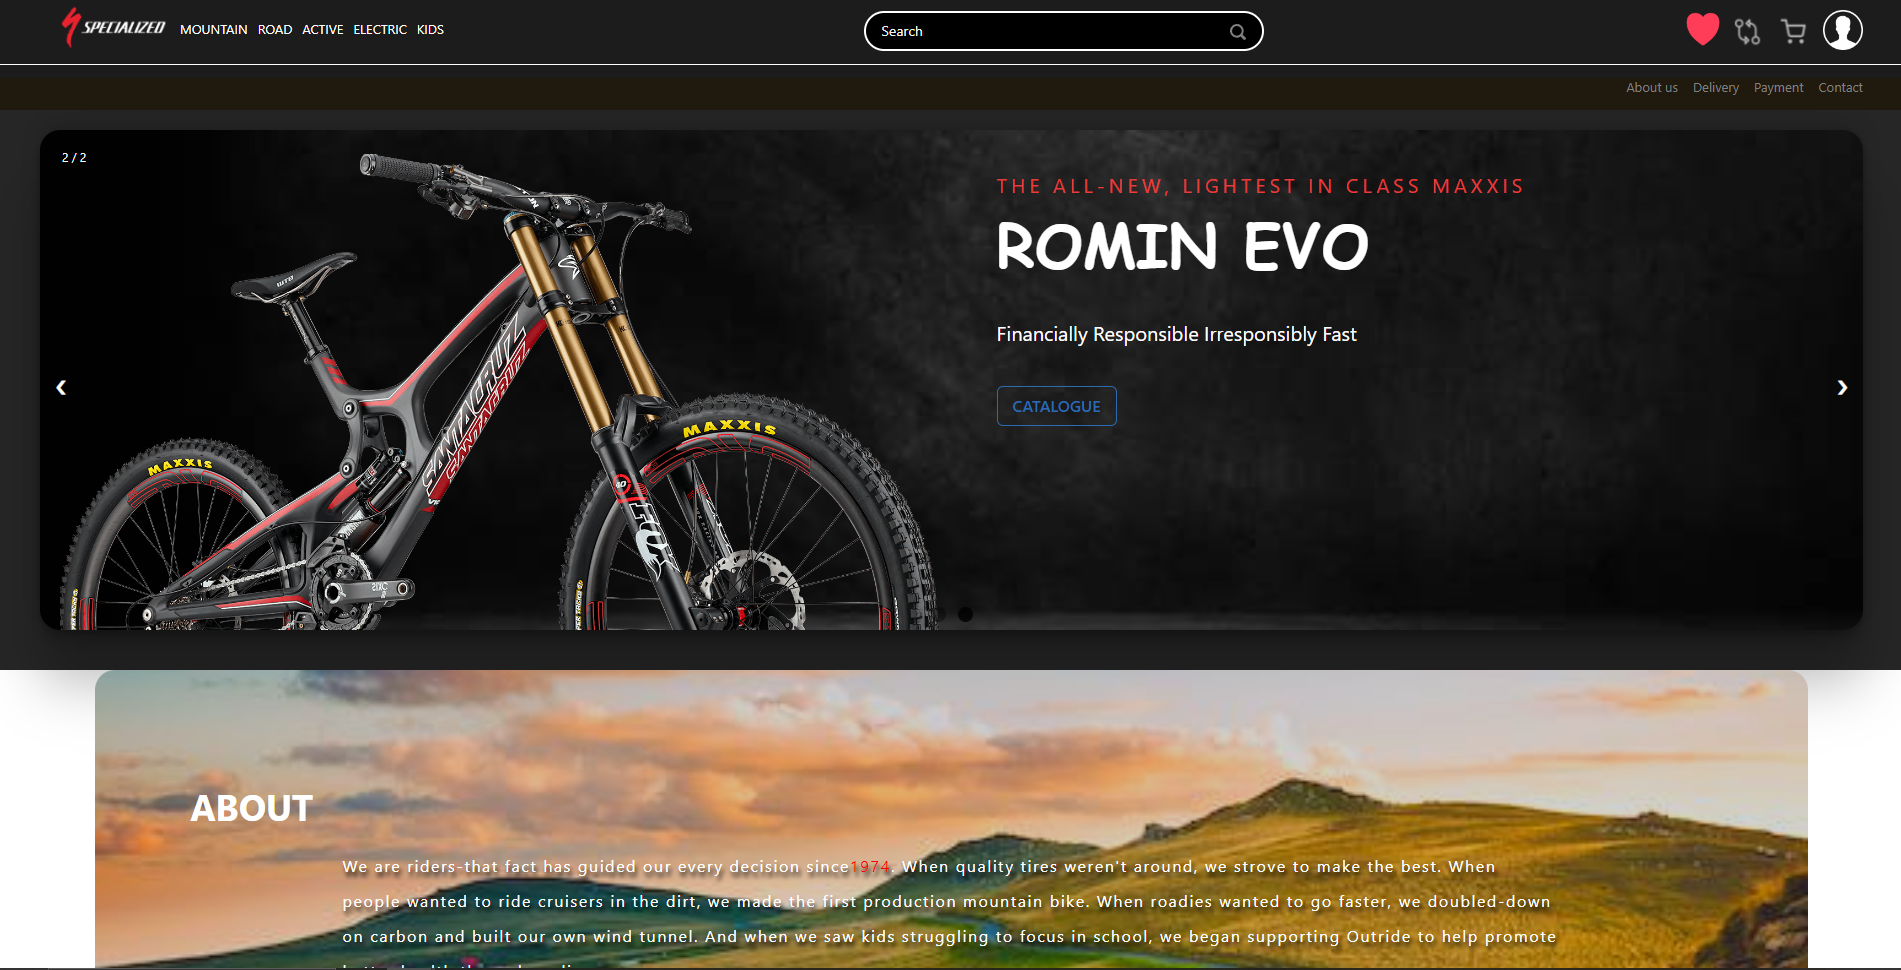 SPECIALIZED MOUNTAIN ROAD ACTIVE ELECTRIC KIDS Search
About us Delivery Payment Contact
2 / 2
THE ALL-NEW, LIGHTEST IN CLASS MAXXIS
ROMIN EVO
Financially Responsible Irresponsibly Fast
CATALOGUE
WTB
SANTACRUZ
SANTACRUZ
MAXXIS
MAXXIS
40
ABOUT
We are riders-that fact has guided our every decision since1974. When quality tires weren't around, we strove to make the best. When
people wanted to ride cruisers in the dirt, we made the first production mountain bike. When roadies wanted to go faster, we doubled-down
on carbon and built our own wind tunnel. And when we saw kids struggling to focus in school, we began supporting Outride to help promote